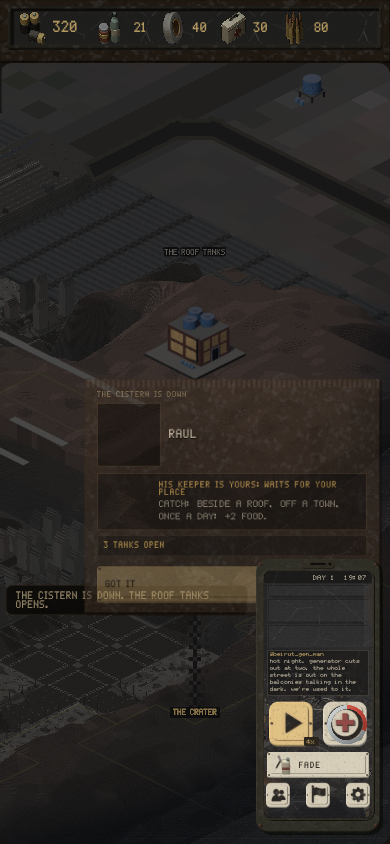 320 21 40 30 80
THE ROOF TANKS
THE CISTERN IS DOWN
RAUL
HIS KEEPER IS YOURS: WAITS FOR YOUR
PLACE
CATCH: BESIDE A ROOF, OFF A TOWN,
ONCE A DAY: +2 FOOD.
3 TANKS OPEN
GOT IT
THE CISTERN IS DOWN. THE ROOF TANKS
OPENS.
THE CRATER
DAY 1 19:07
@beirut_gen_man
hot night, generator cuts
out at two, the whole
street is out on the
balconies talking in the
dark. we're used to it.
4x
FADE